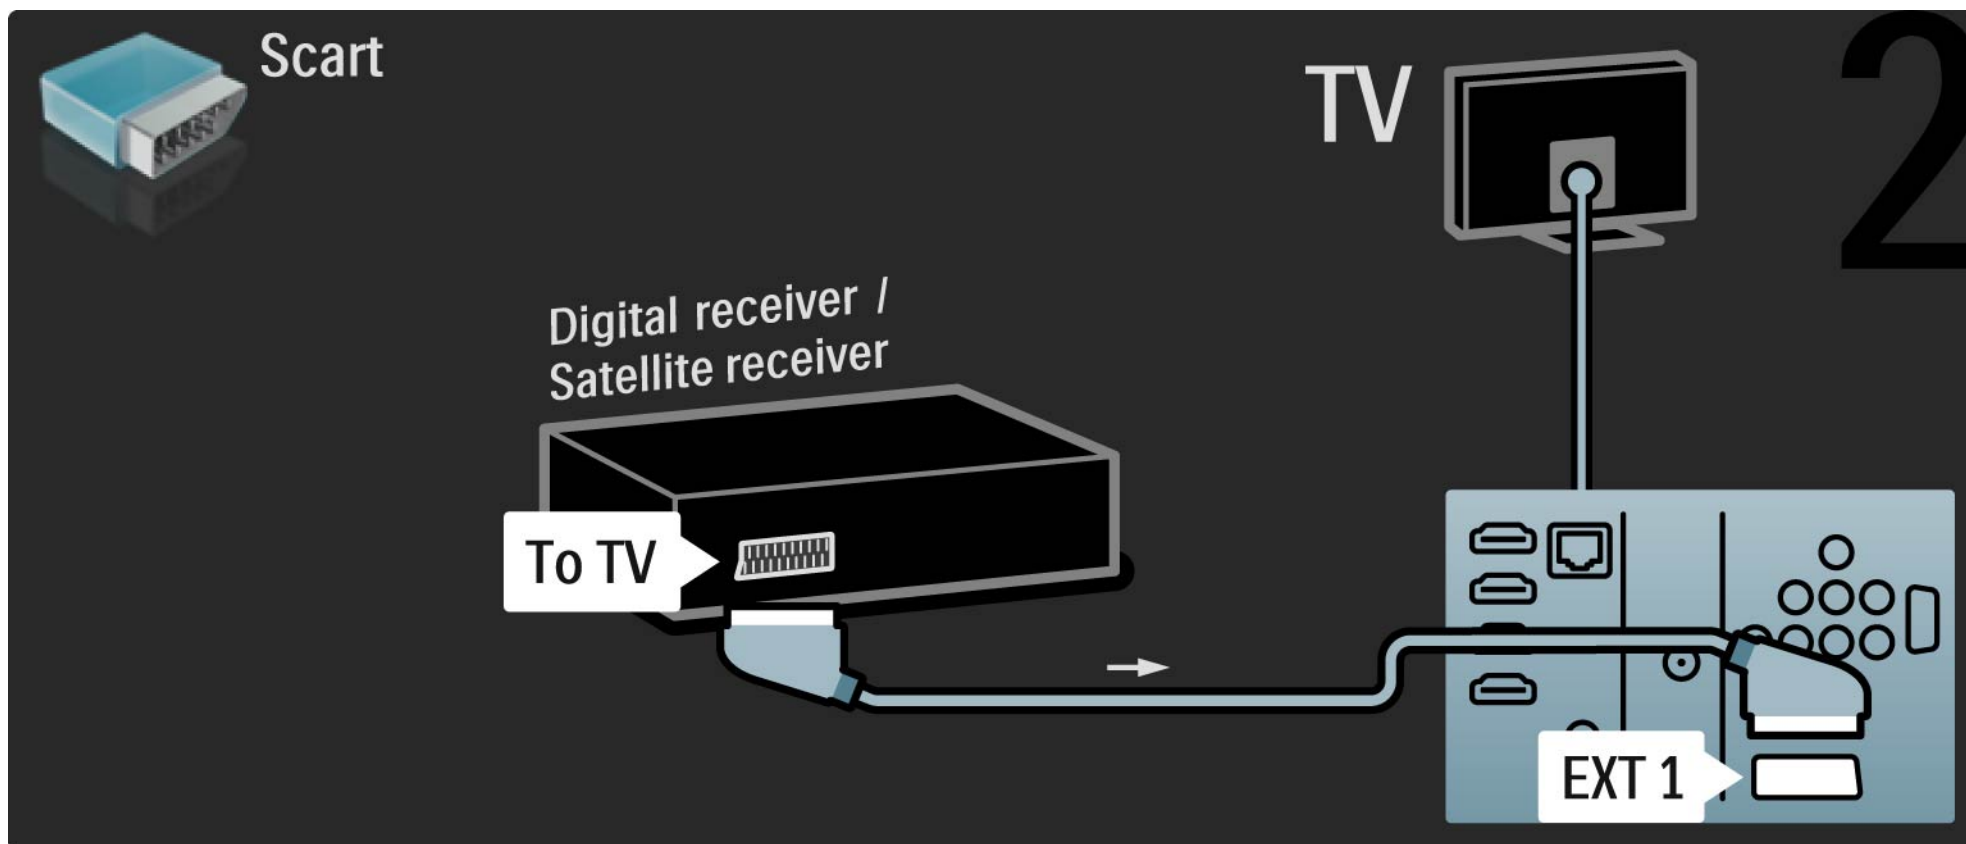 Scart
TV
2
Digital receiver /
Satellite receiver
To TV
EXT 1